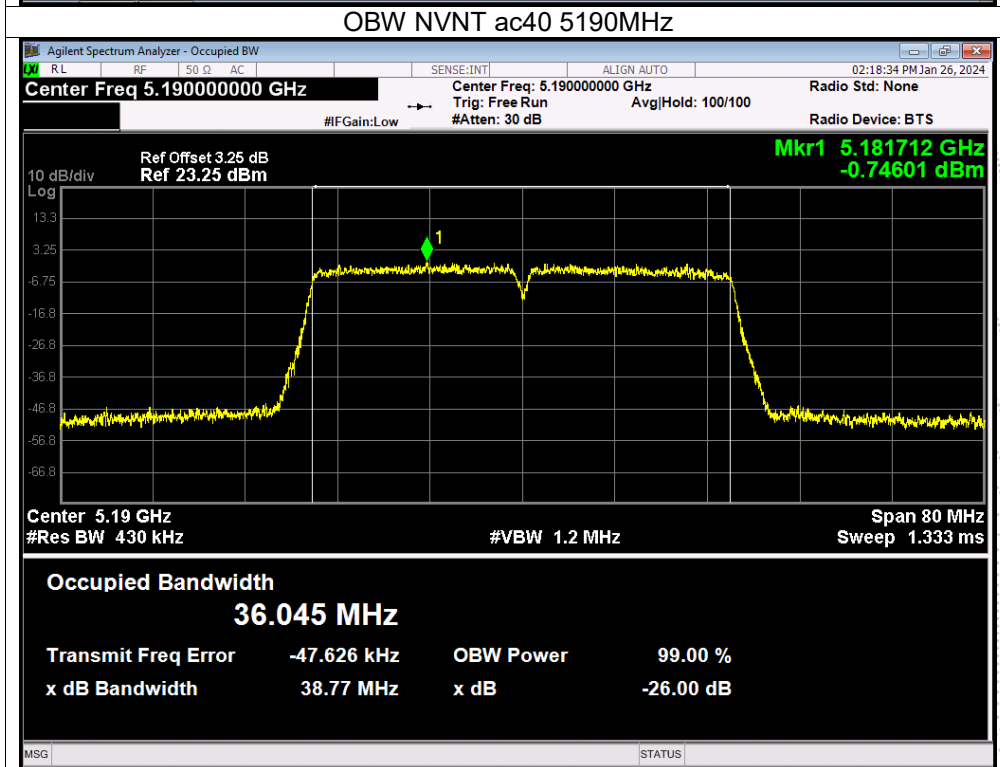 OBW NVNT ac40 5190MHz
Agilent Spectrum Analyzer - Occupied BW
LXI RL RF 50 Ω AC SENSE:INT ALIGN AUTO 02:18:34 PM Jan 26, 2024
Center Freq 5.190000000 GHz Center Freq: 5.190000000 GHz Radio Std: None
Trig: Free Run Avg|Hold: 100/100
#IFGain:Low #Atten: 30 dB Radio Device: BTS
Ref Offset 3.25 dB Mkr1 5.181712 GHz
10 dB/div Ref 23.25 dBm -0.74601 dBm
Log
13.3
1
3.25
-6.75
-16.8
-26.8
-36.8
-46.8
-56.8
-66.8
Center 5.19 GHz Span 80 MHz
#Res BW 430 kHz #VBW 1.2 MHz Sweep 1.333 ms
Occupied Bandwidth
36.045 MHz
Transmit Freq Error -47.626 kHz OBW Power 99.00 %
x dB Bandwidth 38.77 MHz x dB -26.00 dB
MSG STATUS